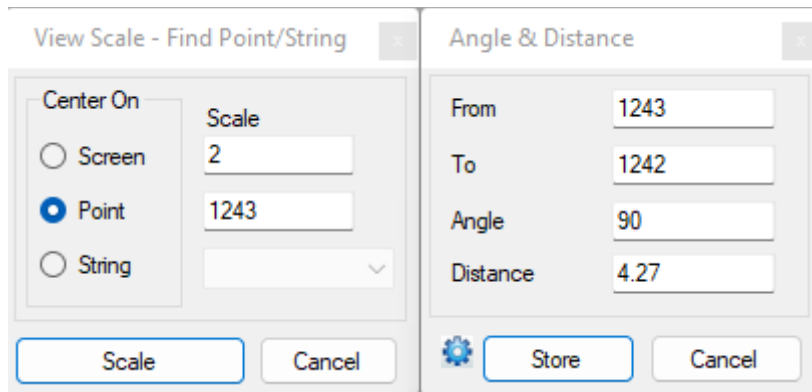 View Scale - Find Point/String
x
Center On
Scale
Screen
2
Point
1243
String
Scale
Cancel
Angle & Distance
x
From
1243
To
1242
Angle
90
Distance
4.27
Store
Cancel